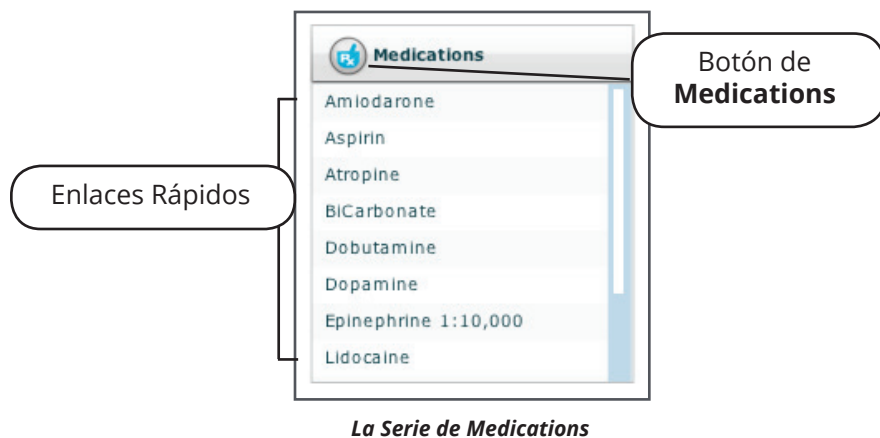 Medications
Botón de
Medications
Amiodarone
Aspirin
Atropine
BiCarbonate
Dobutamine
Dopamine
Epinephrine 1:10,000
Lidocaine
Enlaces Rápidos
La Serie de Medications